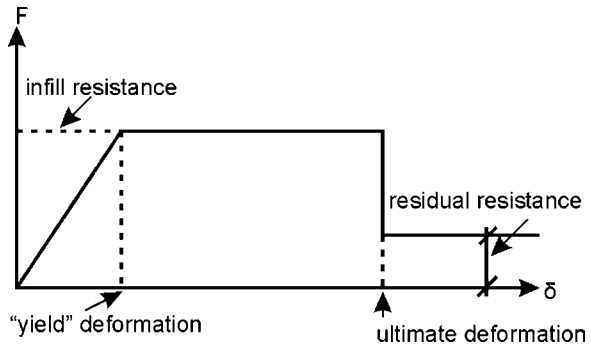 F
infill resistance
residual resistance
δ
“yield” deformation
ultimate deformation